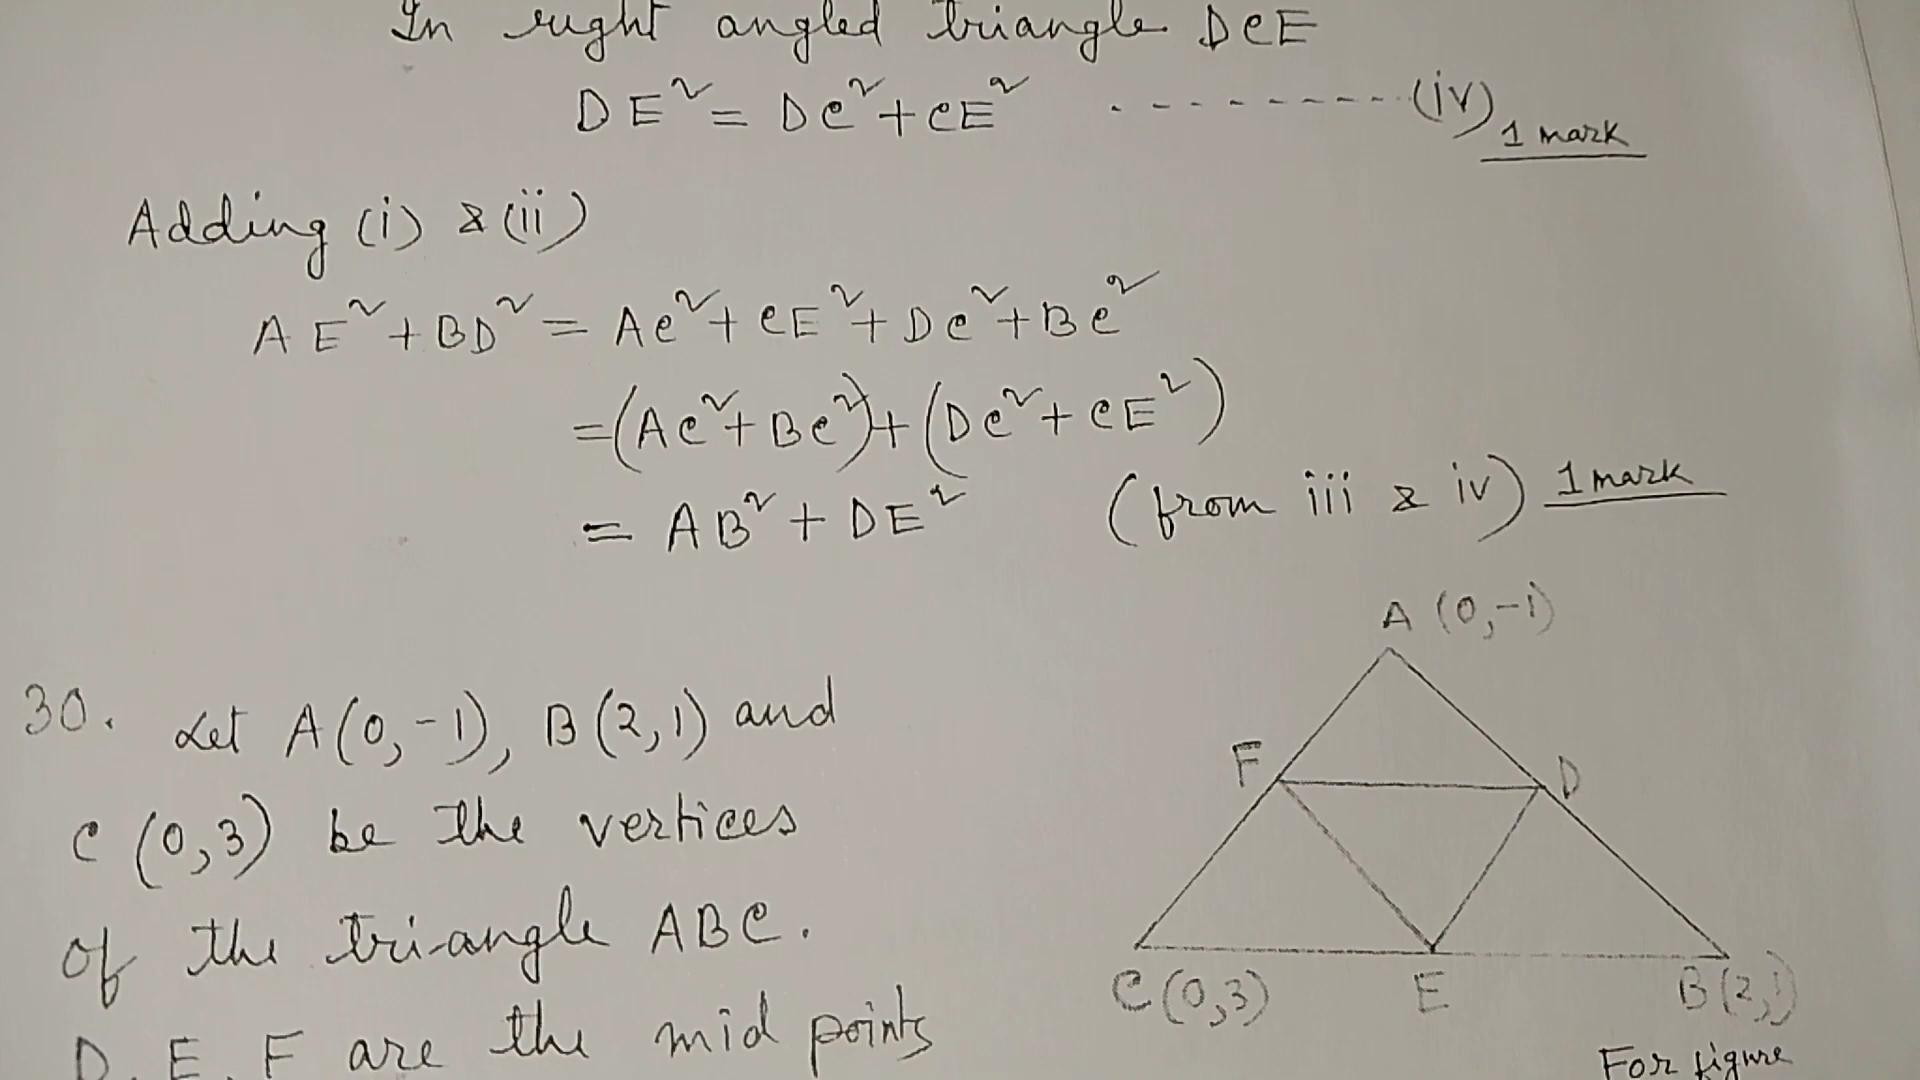 In right angled triangle DCE
DE² = DC² + CE² --------- (iv)
1 mark
Adding (i) & (ii)
AE² + BD² = AC² + CE² + DC² + BC²
= (AC² + BC²) + (DC² + CE²)
= AB² + DE² (from iii & iv) 1 mark
30. Let A(0,-1), B(2,1) and
C (0,3) be the vertices
of the triangle ABC.
D, E, F are the mid points
A (0,-1)
F D
C (0,3) E B (2,1)
For figure